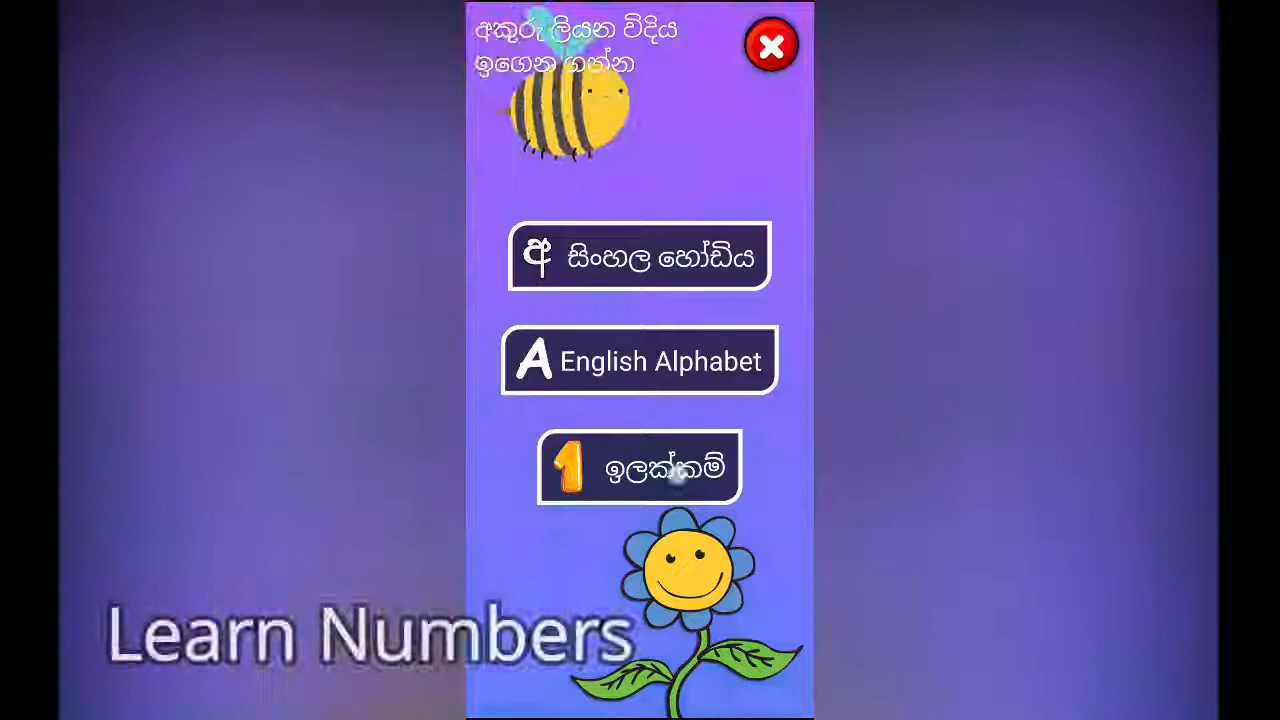 අකුරු ලියන විදිය
ඉගෙන ගන්න
අ සිංහල හෝඩිය
A English Alphabet
1 ඉලක්කම්
Learn Numbers